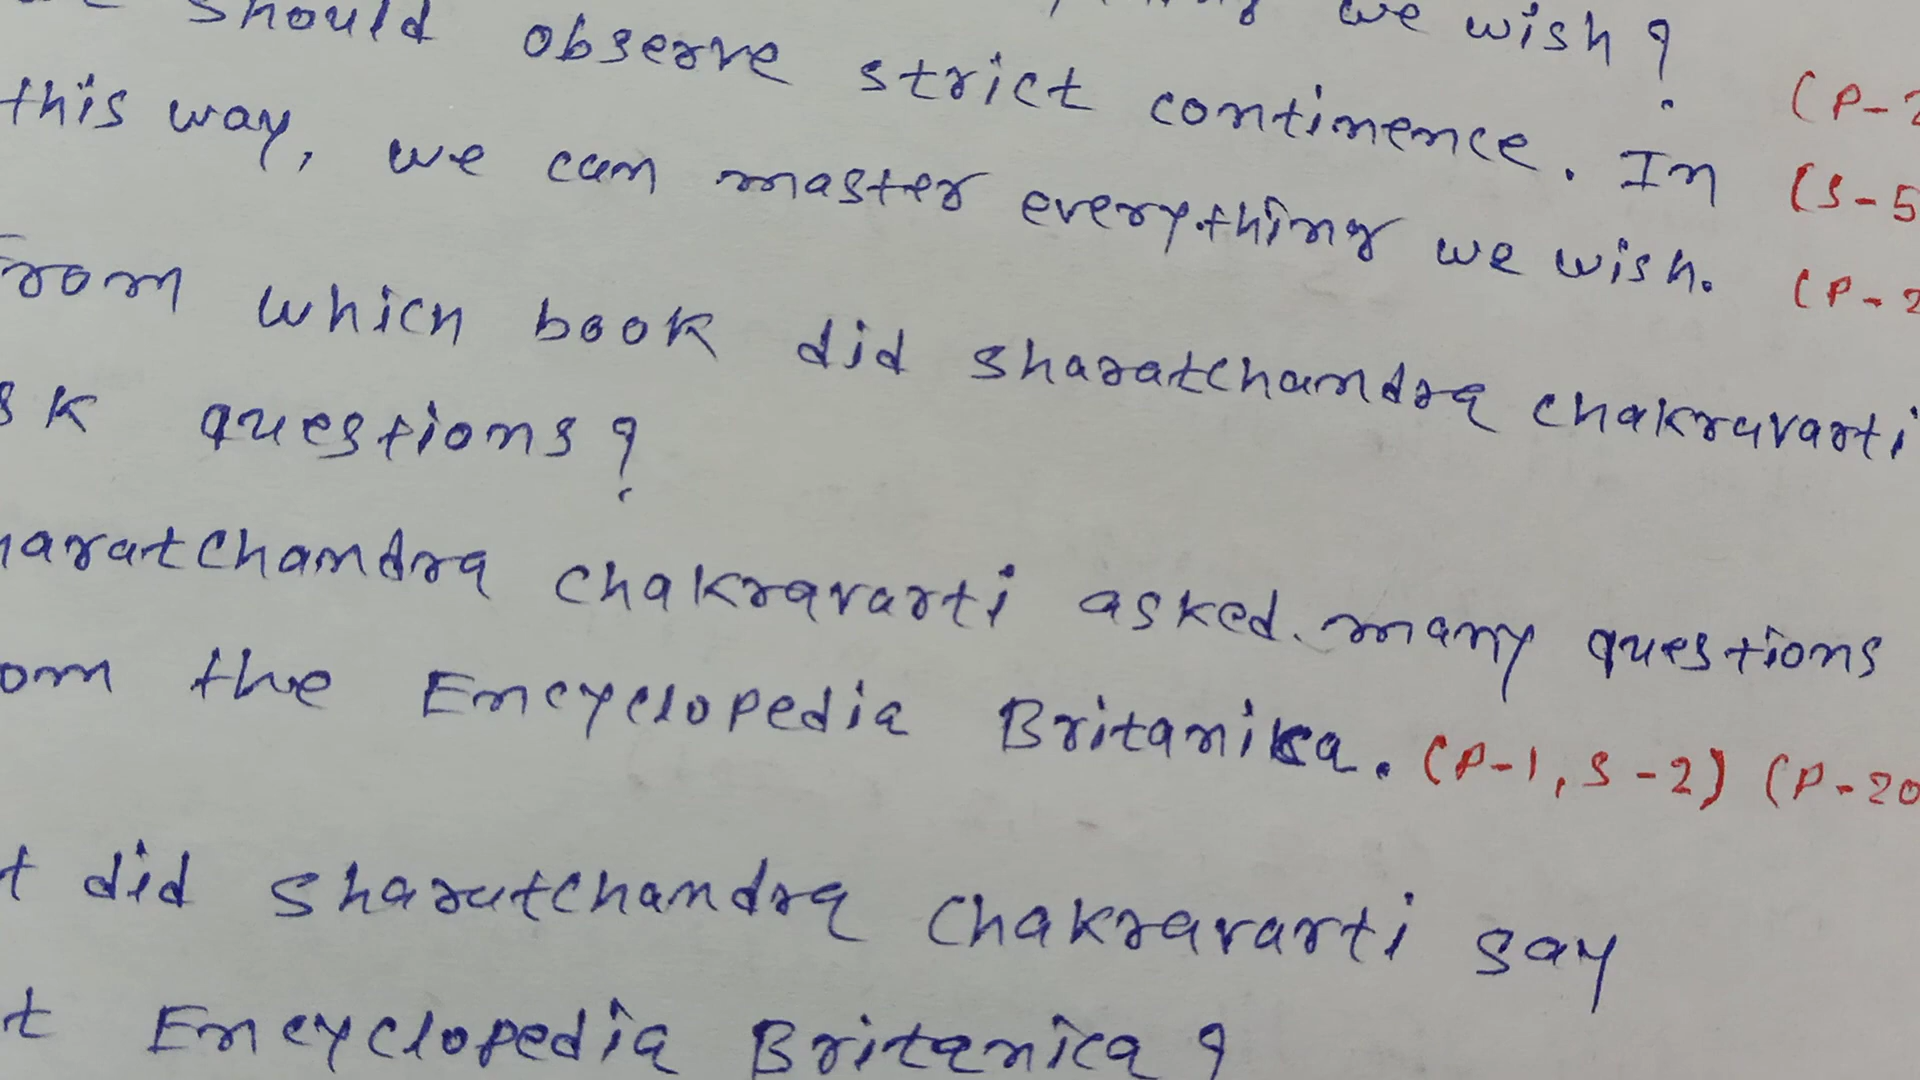 we wish?
should observe strict continence. In (P-2
this way, we can master everything we wish. (S-5
(P-2
From which book did Sharatchandra Chakravarti
sk questions?
haratchandra Chakravarti asked many questions
om the Encyclopedia Britanika. (P-1, S-2) (P-20
t did Sharatchandra Chakravarti say
t Encyclopedia Britanica?